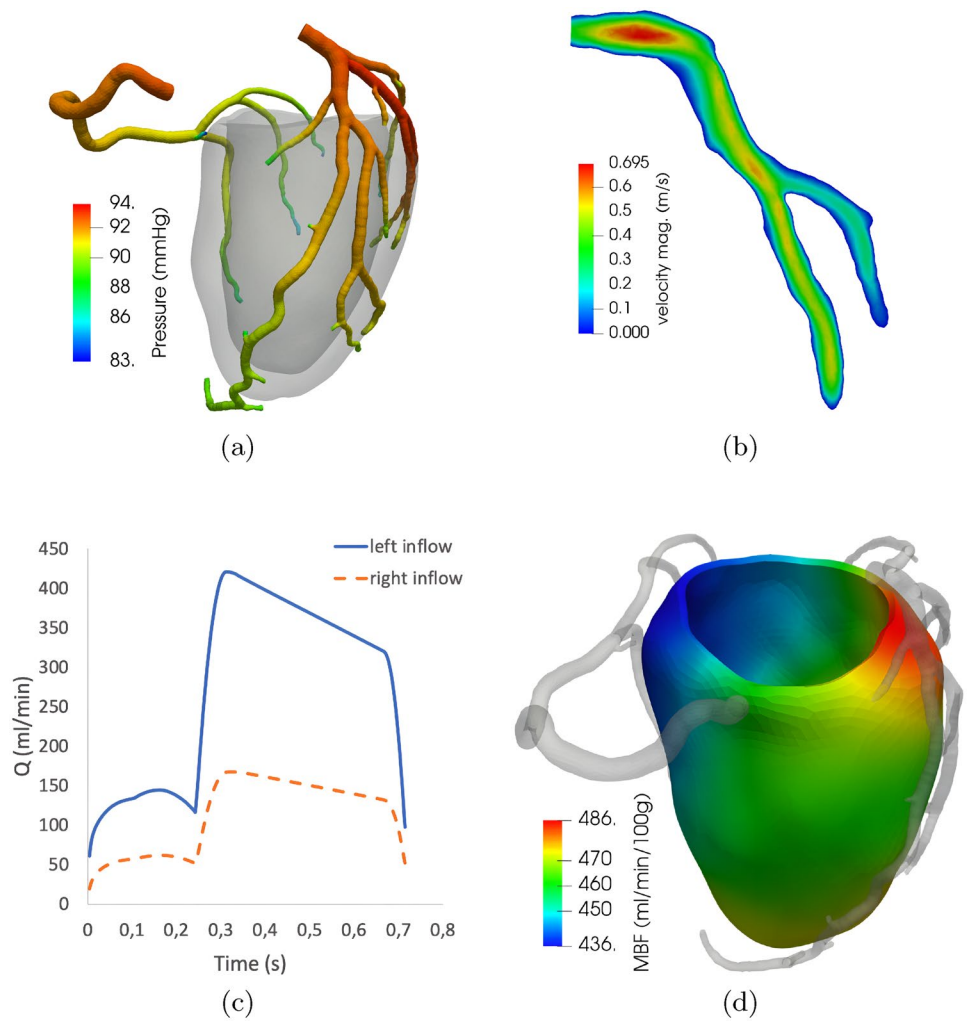 94.
92
90
88
86
83.
Pressure (mmHg)
(a)
0.695
0.6
0.5
0.4
0.3
0.2
0.1
0.000
velocity mag. (m/s)
(b)
450
400
350
300
250
200
150
100
50
0
Q (ml/min)
left inflow
right inflow
0 0,1 0,2 0,3 0,4 0,5 0,6 0,7 0,8
Time (s)
(c)
486.
470
460
450
436.
MBF (ml/min/100g)
(d)